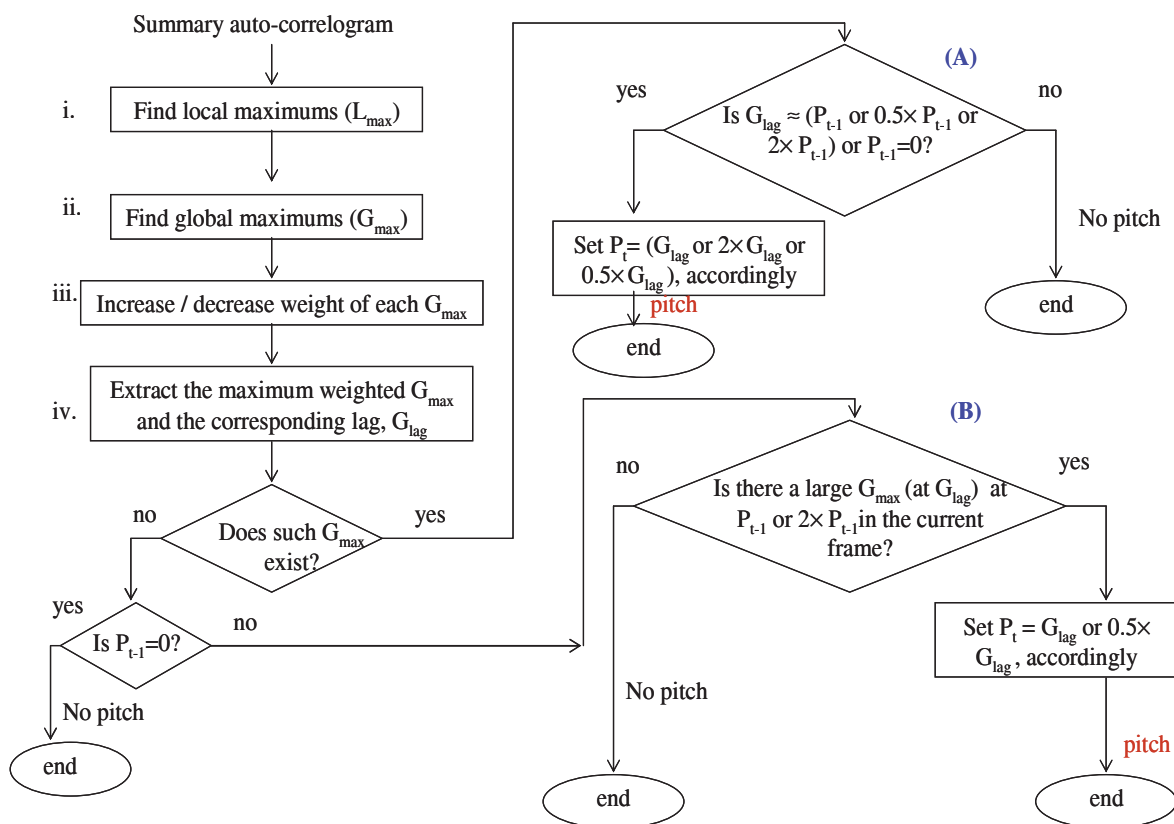 Summary auto-correlogram
i.
Find local maximums (Lmax)
ii.
Find global maximums (Gmax)
iii.
Increase / decrease weight of each Gmax
iv.
Extract the maximum weighted Gmax
and the corresponding lag, Glag
no
yes
Does such Gmax
exist?
yes
no
Is Pt-1=0?
No pitch
end
(A)
yes
no
Is Glag ≈ (Pt-1 or 0.5× Pt-1 or
2× Pt-1) or Pt-1=0?
No pitch
Set Pt= (Glag or 2×Glag or
0.5×Glag), accordingly
pitch
end
end
(B)
no
yes
Is there a large Gmax (at Glag) at
Pt-1 or 2× Pt-1 in the current
frame?
Set Pt = Glag or 0.5×
Glag, accordingly
No pitch
pitch
end
end